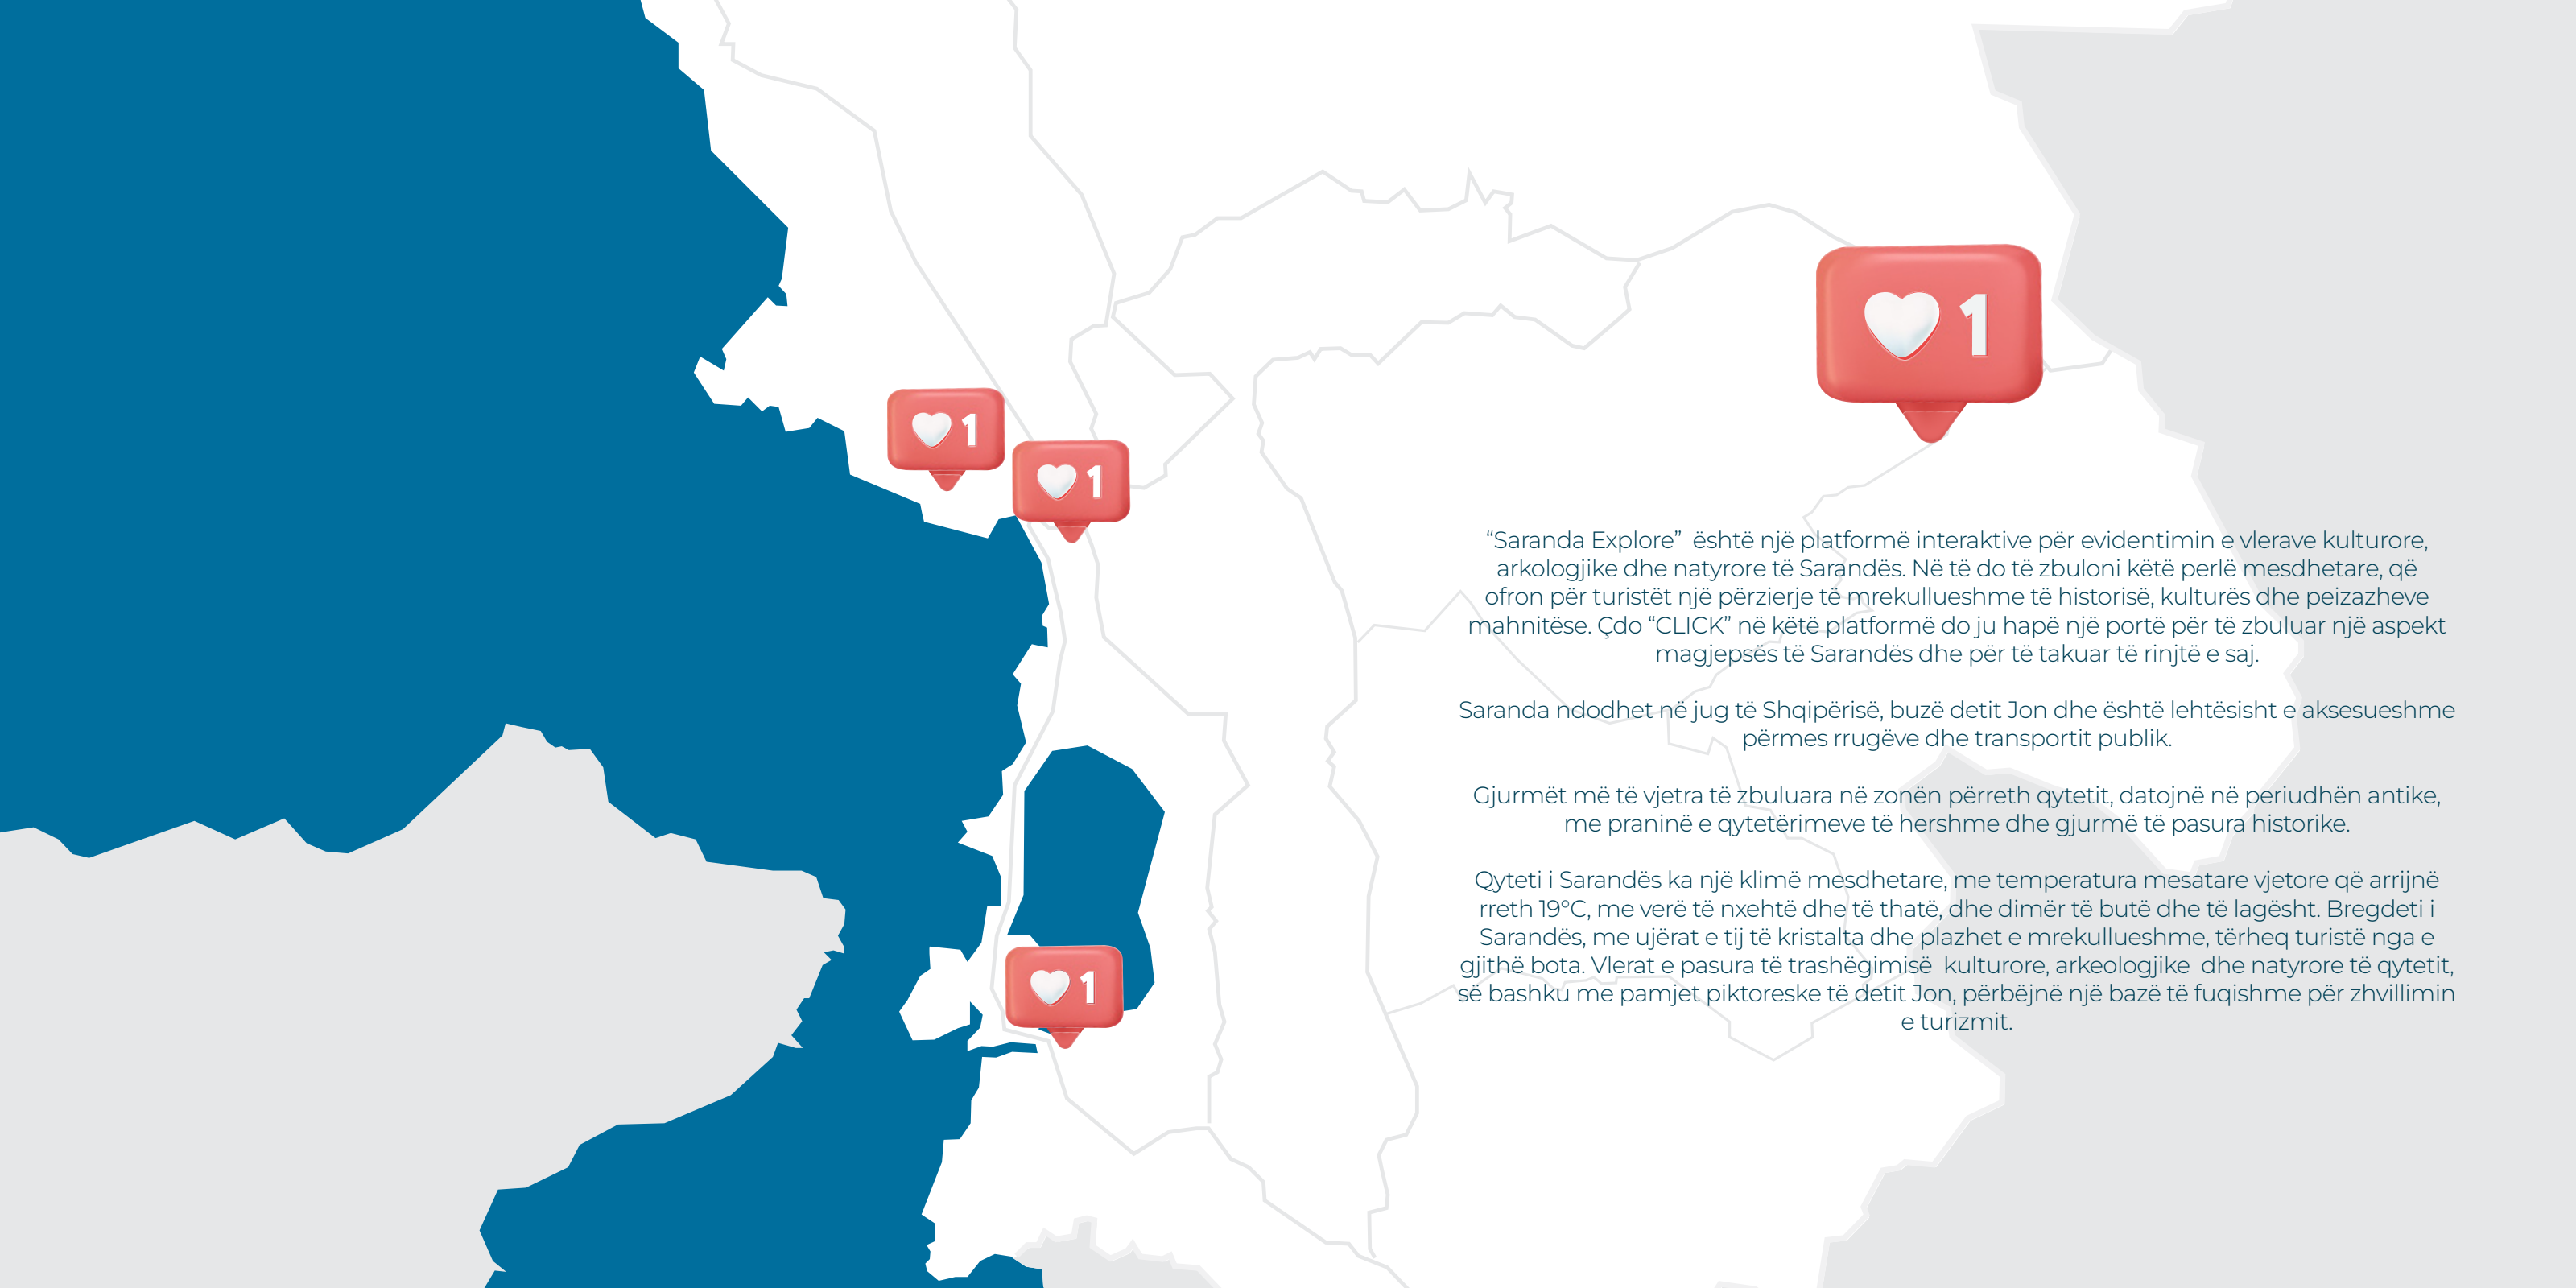 1
1
1
1
“Saranda Explore”  është një platformë interaktive për evidentimin e vlerave kulturore,
arkologjike dhe natyrore të Sarandës. Në të do të zbuloni këtë perlë mesdhetare, që
ofron për turistët një përzierje të mrekullueshme të historisë, kulturës dhe peizazheve
mahnitëse. Çdo “CLICK” në këtë platformë do ju hapë një portë për të zbuluar një aspekt
magjepsës të Sarandës dhe për të takuar të rinjtë e saj.
Saranda ndodhet në jug të Shqipërisë, buzë detit Jon dhe është lehtësisht e aksesueshme
përmes rrugëve dhe transportit publik.
Gjurmët më të vjetra të zbuluara në zonën përreth qytetit, datojnë në periudhën antike,
me praninë e qytetërimeve të hershme dhe gjurmë të pasura historike.
Qyteti i Sarandës ka një klimë mesdhetare, me temperatura mesatare vjetore që arrijnë
rreth 19°C, me verë të nxehtë dhe të thatë, dhe dimër të butë dhe të lagësht. Bregdeti i
Sarandës, me ujërat e tij të kristalta dhe plazhet e mrekullueshme, tërheq turistë nga e
gjithë bota. Vlerat e pasura të trashëgimisë  kulturore, arkeologjike  dhe natyrore të qytetit,
së bashku me pamjet piktoreske të detit Jon, përbëjnë një bazë të fuqishme për zhvillimin
e turizmit.